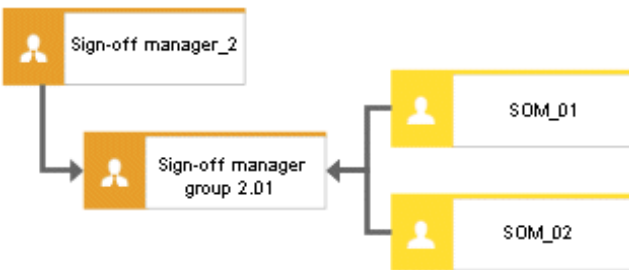 Sign-off manager_2
SOM_01
Sign-off manager
group 2.01
SOM_02